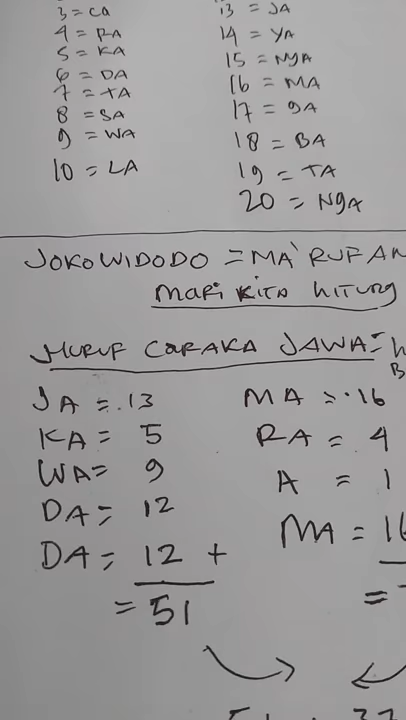 3 = CA
4 = RA
5 = KA
6 = DA
7 = TA
8 = SA
9 = WA
10 = LA
13 = JA
14 = YA
15 = NYA
16 = MA
17 = GA
18 = BA
19 = TA
20 = NGA
JOKOWIDODO = MA'RUFAN
MARI KITA HITUNG
HURUF CARAKA JAWA =
JA = 13
KA = 5
WA = 9
DA = 12
DA = 12 +
= 51
MA = 16
RA = 4
A = 1
MA = 16
=